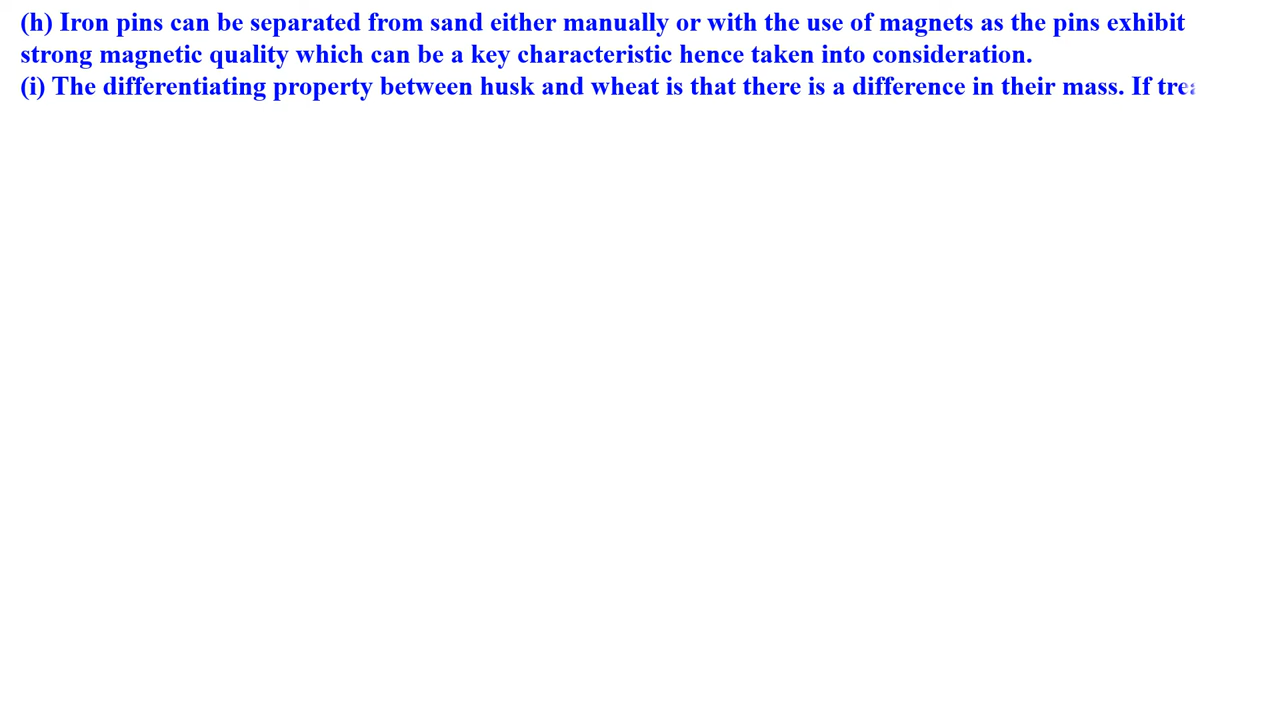 (h) Iron pins can be separated from sand either manually or with the use of magnets as the pins exhibit
strong magnetic quality which can be a key characteristic hence taken into consideration.
(i) The differentiating property between husk and wheat is that there is a difference in their mass. If